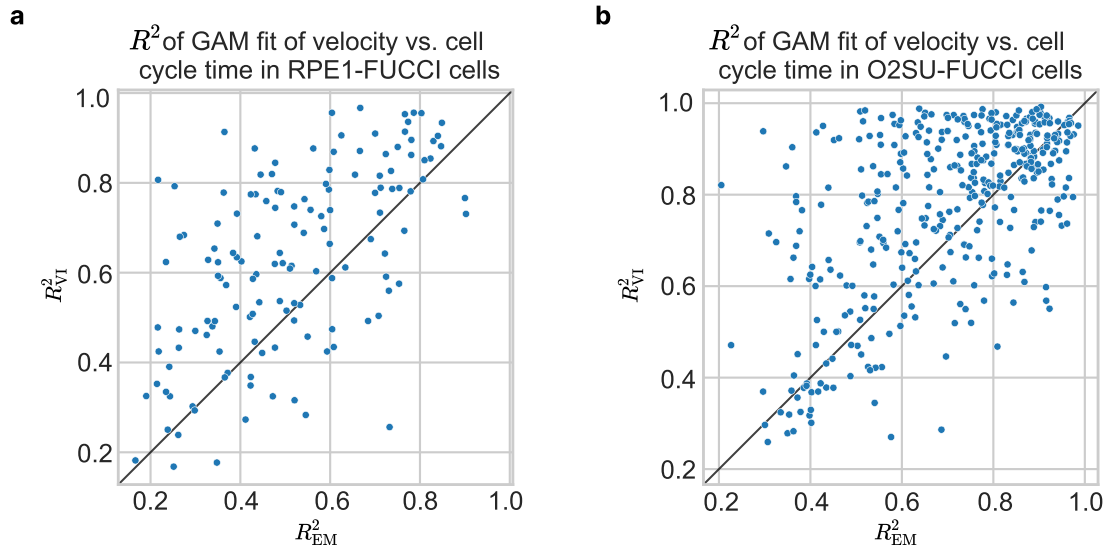 a
R² of GAM fit of velocity vs. cell
cycle time in RPE1-FUCCI cells
1.0
0.8
0.6
0.4
0.2
R²VI
0.2 0.4 0.6 0.8 1.0
R²EM
b
R² of GAM fit of velocity vs. cell
cycle time in O2SU-FUCCI cells
1.0
0.8
0.6
0.4
0.2
R²VI
0.2 0.4 0.6 0.8 1.0
R²EM